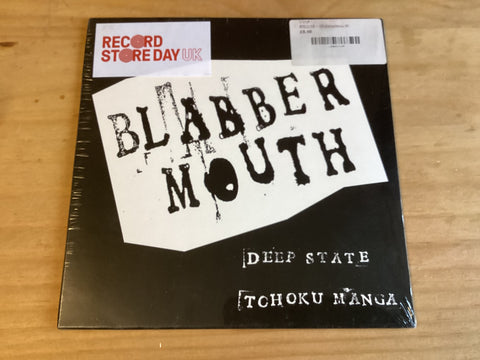 RECORD
STORE DAY UK
BLABBER
MOUTH
DEEP STATE
TOHOKU MANGA